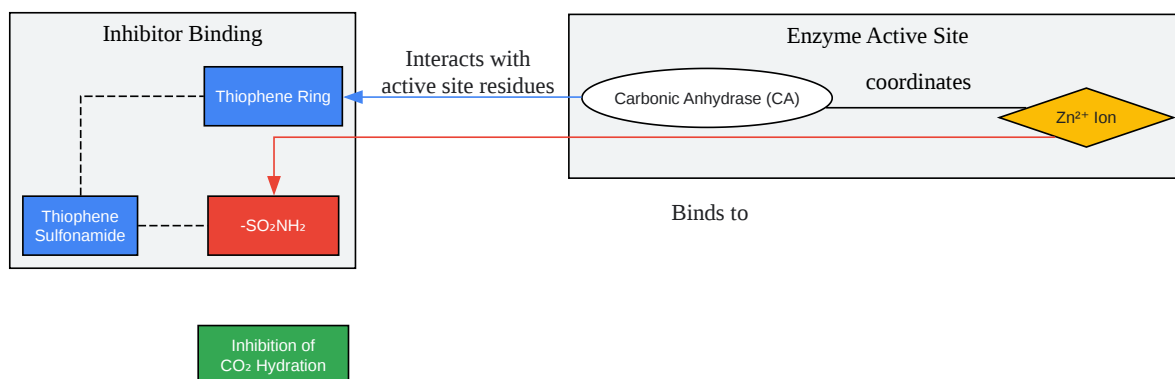 Inhibitor Binding
Thiophene Ring
Thiophene
Sulfonamide
-SO₂NH₂
Interacts with
active site residues
Enzyme Active Site
Carbonic Anhydrase (CA)
coordinates
Zn²⁺ Ion
Binds to
Inhibition of
CO₂ Hydration